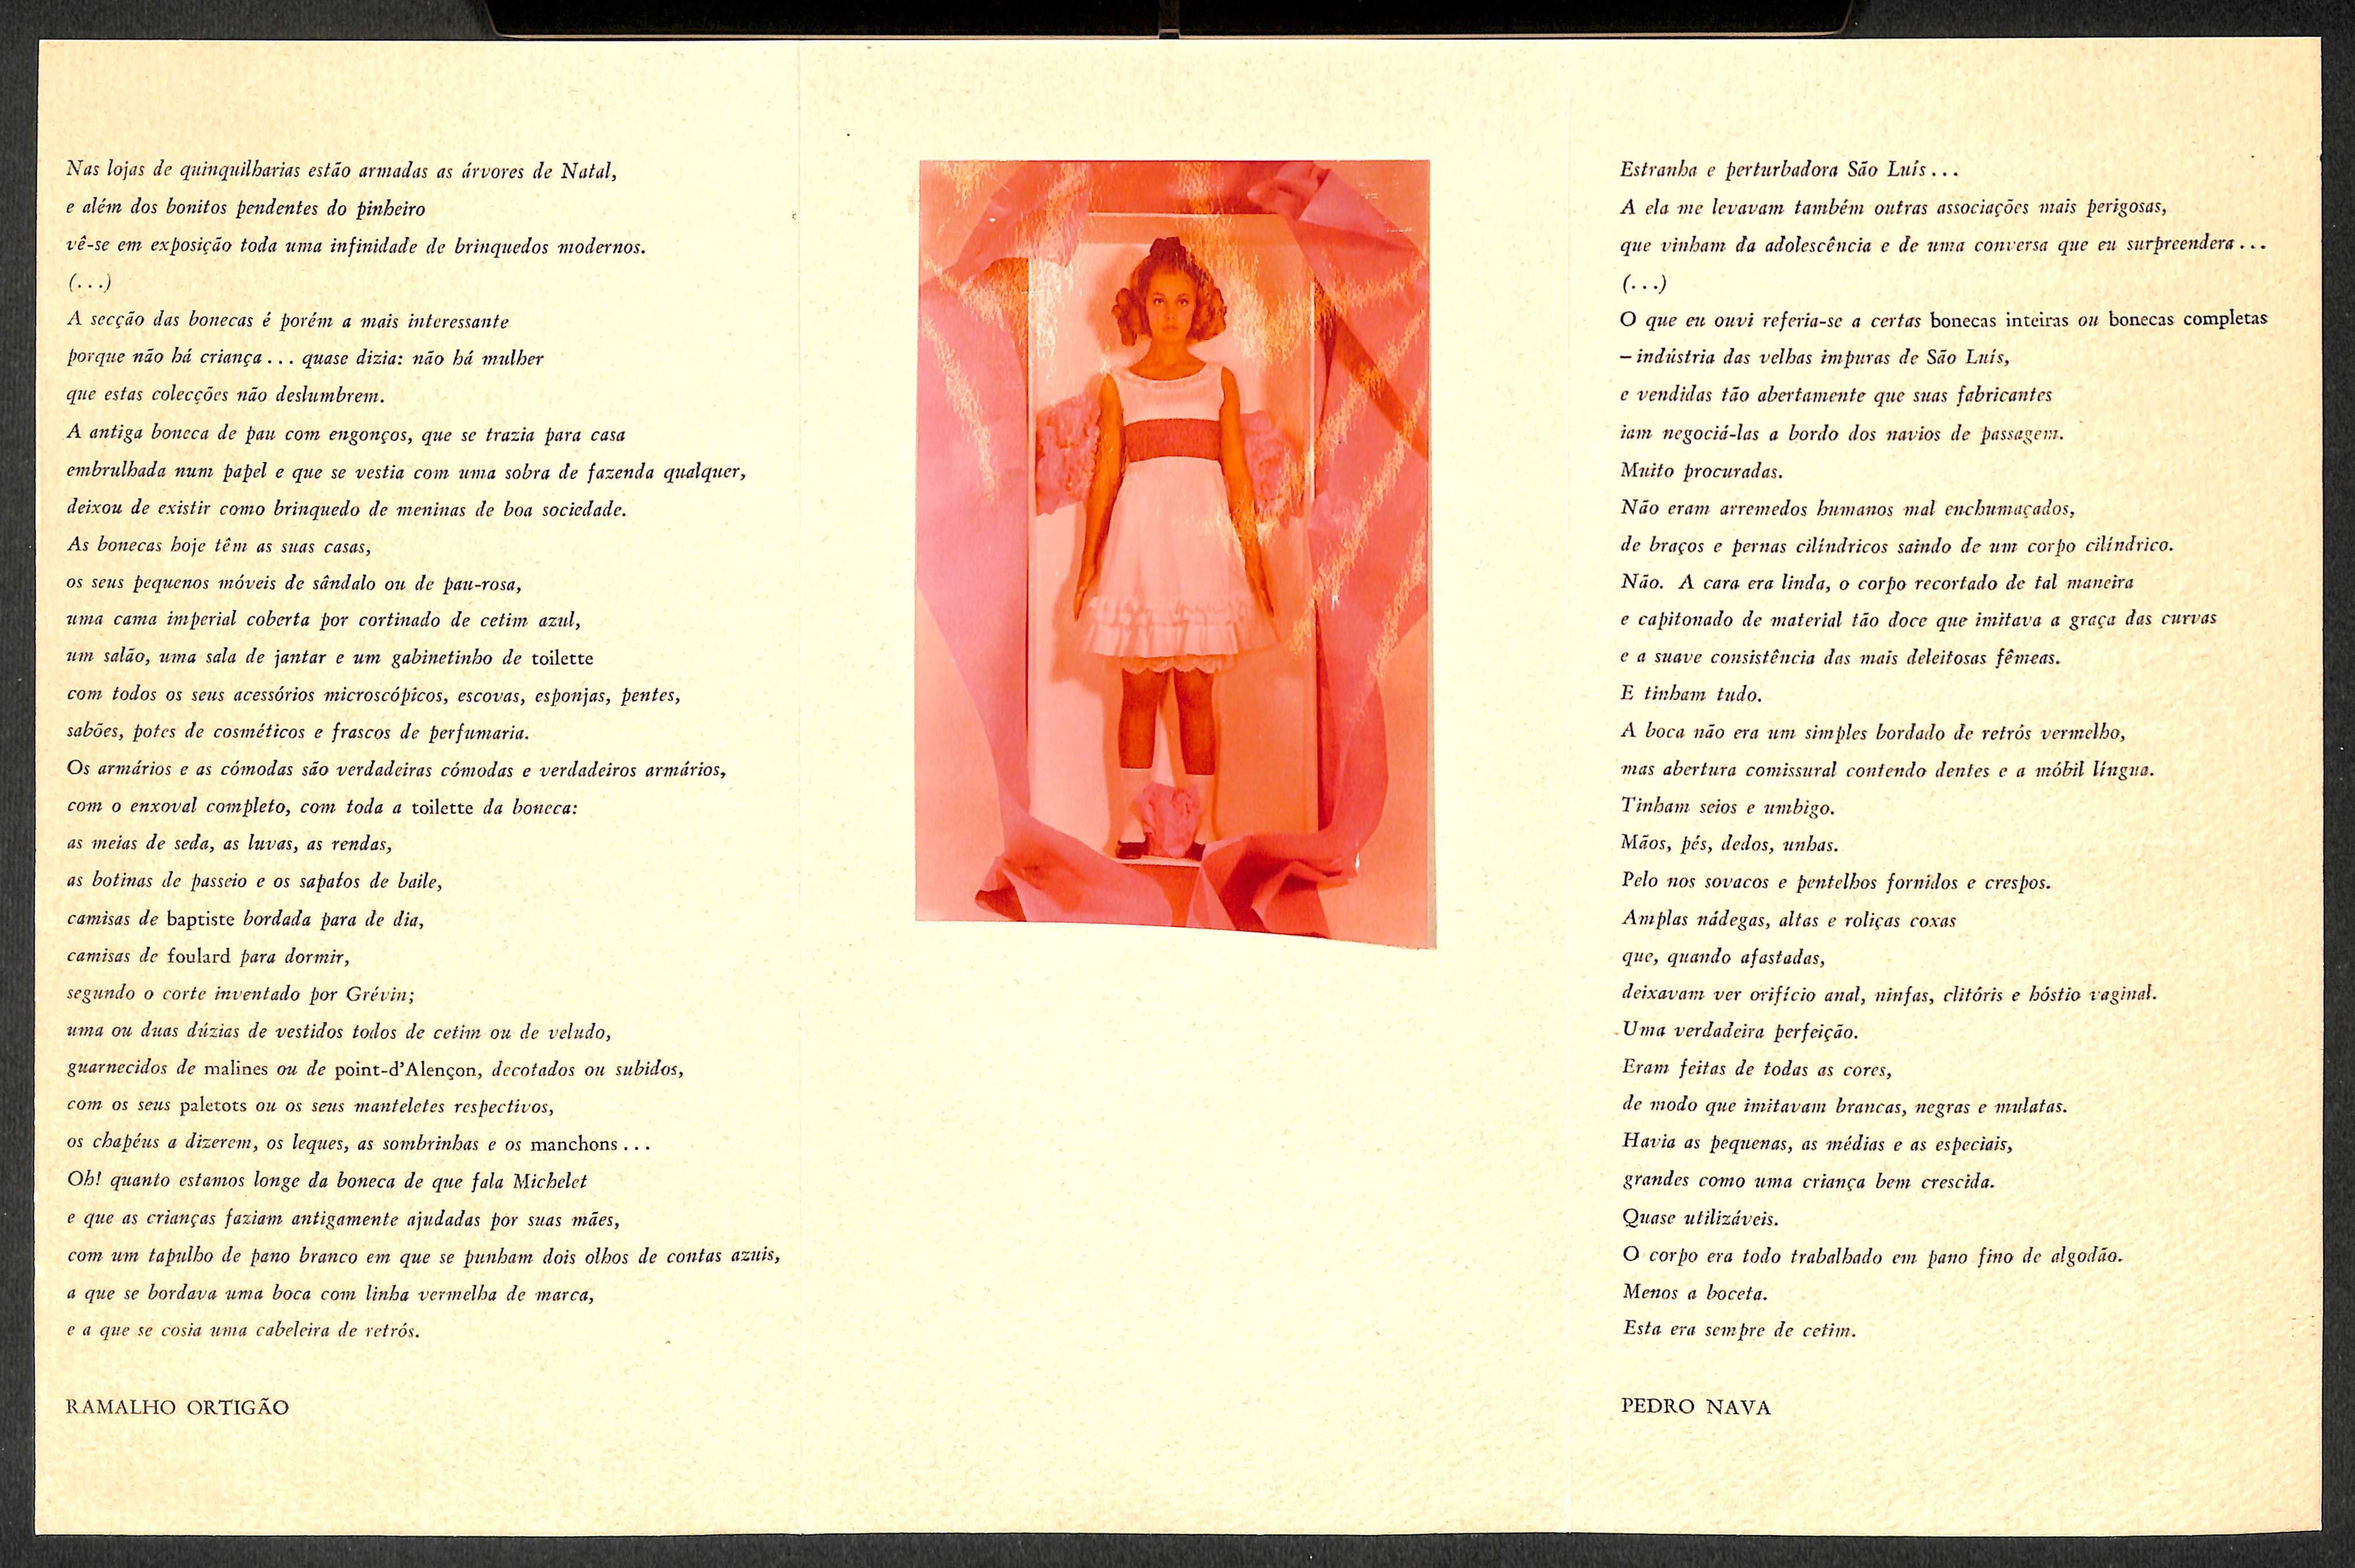 Nas lojas de quinquilharias estão armadas as árvores de Natal,
e além dos bonitos pendentes do pinheiro
vê-se em exposição toda uma infinidade de brinquedos modernos.
(...)
A secção das bonecas é porém a mais interessante
porque não há criança... quase dizia: não há mulher
que estas colecções não deslumbrem.
A antiga boneca de pau com engonços, que se trazia para casa
embrulhada num papel e que se vestia com uma sobra de fazenda qualquer,
deixou de existir como brinquedo de meninas de boa sociedade.
As bonecas hoje têm as suas casas,
os seus pequenos móveis de sândalo ou de pau-rosa,
uma cama imperial coberta por cortinado de cetim azul,
um salão, uma sala de jantar e um gabinetinho de toilette
com todos os seus acessórios microscópicos, escovas, esponjas, pentes,
sabões, potes de cosméticos e frascos de perfumaria.
Os armários e as cómodas são verdadeiras cómodas e verdadeiros armários,
com o enxoval completo, com toda a toilette da boneca:
as meias de seda, as luvas, as rendas,
as botinas de passeio e os sapatos de baile,
camisas de baptiste bordada para de dia,
camisas de foulard para dormir,
segundo o corte inventado por Grévin;
uma ou duas dúzias de vestidos todos de cetim ou de veludo,
guarnecidos de malines ou de point-d'Alençon, decotados ou subidos,
com os seus paletots ou os seus manteletes respectivos,
os chapéus a dizerem, os leques, as sombrinhas e os manchons...
Oh! quanto estamos longe da boneca de que fala Michelet
e que as crianças faziam antigamente ajudadas por suas mães,
com um tapulho de pano branco em que se punham dois olhos de contas azuis,
a que se bordava uma boca com linha vermelha de marca,
e a que se cosia uma cabeleira de retrós.
RAMALHO ORTIGÃO
Estranha e perturbadora São Luís...
A ela me levavam também outras associações mais perigosas,
que vinham da adolescência e de uma conversa que eu surpreendera...
(...)
O que eu ouvi referia-se a certas bonecas inteiras ou bonecas completas
– indústria das velhas impuras de São Luís,
e vendidas tão abertamente que suas fabricantes
iam negociá-las a bordo dos navios de passagem.
Muito procuradas.
Não eram arremedos humanos mal enchumaçados,
de braços e pernas cilíndricos saindo de um corpo cilíndrico.
Não. A cara era linda, o corpo recortado de tal maneira
e capitonado de material tão doce que imitava a graça das curvas
e a suave consistência das mais deleitosas fêmeas.
E tinham tudo.
A boca não era um simples bordado de retrós vermelho,
mas abertura comissural contendo dentes e a móbil língua.
Tinham seios e umbigo.
Mãos, pés, dedos, unhas.
Pelo nos sovacos e pentelhos fornidos e crespos.
Amplas nádegas, altas e roliças coxas
que, quando afastadas,
deixavam ver orifício anal, ninfas, clitóris e hóstio vaginal.
Uma verdadeira perfeição.
Eram feitas de todas as cores,
de modo que imitavam brancas, negras e mulatas.
Havia as pequenas, as médias e as especiais,
grandes como uma criança bem crescida.
Quase utilizáveis.
O corpo era todo trabalhado em pano fino de algodão.
Menos a boceta.
Esta era sempre de cetim.
PEDRO NAVA